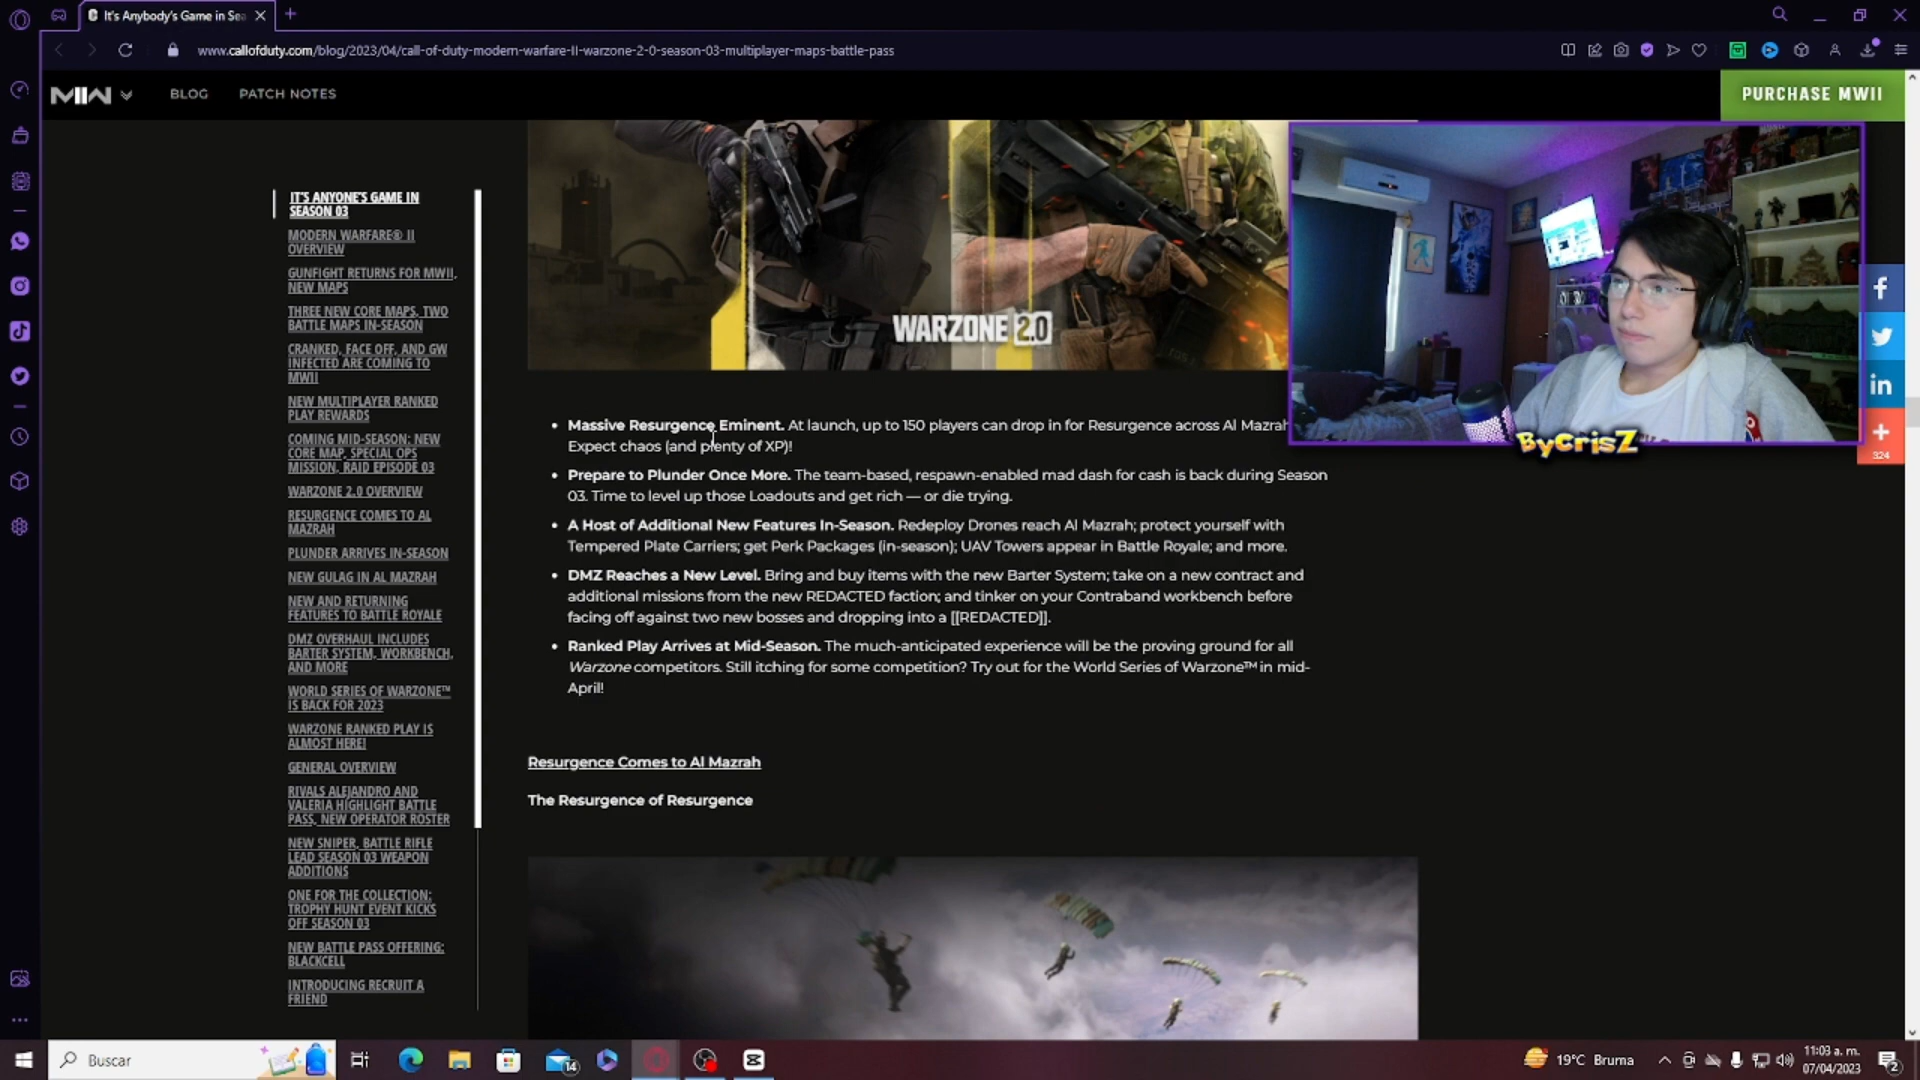 It's Anybody's Game in Sea
www.callofduty.com/blog/2023/04/call-of-duty-modern-warfare-II-warzone-2-0-season-03-multiplayer-maps-battle-pass
MWII
BLOG
PATCH NOTES
PURCHASE MWII
IT'S ANYONE'S GAME IN
SEASON 03
MODERN WARFARE® II
OVERVIEW
GUNFIGHT RETURNS FOR MWII,
NEW MAPS
THREE NEW CORE MAPS, TWO
BATTLE MAPS IN-SEASON
CRANKED, FACE OFF, AND GW
INFECTED ARE COMING TO
MWII
NEW MULTIPLAYER RANKED
PLAY REWARDS
COMING MID-SEASON: NEW
CORE MAP, SPECIAL OPS
MISSION, RAID EPISODE 03
WARZONE 2.0 OVERVIEW
RESURGENCE COMES TO AL
MAZRAH
PLUNDER ARRIVES IN-SEASON
NEW GULAG IN AL MAZRAH
NEW AND RETURNING
FEATURES TO BATTLE ROYALE
DMZ OVERHAUL INCLUDES
BARTER SYSTEM, WORKBENCH,
AND MORE
WORLD SERIES OF WARZONE™
IS BACK FOR 2023
WARZONE RANKED PLAY IS
ALMOST HERE!
GENERAL OVERVIEW
RIVALS ALEJANDRO AND
VALERIA HIGHLIGHT BATTLE
PASS, NEW OPERATOR ROSTER
NEW SNIPER, BATTLE RIFLE
LEAD SEASON 03 WEAPON
ADDITIONS
ONE FOR THE COLLECTION:
TROPHY HUNT EVENT KICKS
OFF SEASON 03
NEW BATTLE PASS OFFERING:
BLACKCELL
INTRODUCING RECRUIT A
FRIEND
WARZONE 2.0
• Massive Resurgence Eminent. At launch, up to 150 players can drop in for Resurgence across Al Mazrah
Expect chaos (and plenty of XP)!
• Prepare to Plunder Once More. The team-based, respawn-enabled mad dash for cash is back during Season
03. Time to level up those Loadouts and get rich — or die trying.
• A Host of Additional New Features In-Season. Redeploy Drones reach Al Mazrah; protect yourself with
Tempered Plate Carriers; get Perk Packages (in-season); UAV Towers appear in Battle Royale; and more.
• DMZ Reaches a New Level. Bring and buy items with the new Barter System; take on a new contract and
additional missions from the new REDACTED faction; and tinker on your Contraband workbench before
facing off against two new bosses and dropping into a [[REDACTED]].
• Ranked Play Arrives at Mid-Season. The much-anticipated experience will be the proving ground for all
Warzone competitors. Still itching for some competition? Try out for the World Series of Warzone™ in mid-
April!
Resurgence Comes to Al Mazrah
The Resurgence of Resurgence
ByCrisZ
f
in
+
324
Buscar
14
19°C Bruma
11:03 a. m.
07/04/2023
2